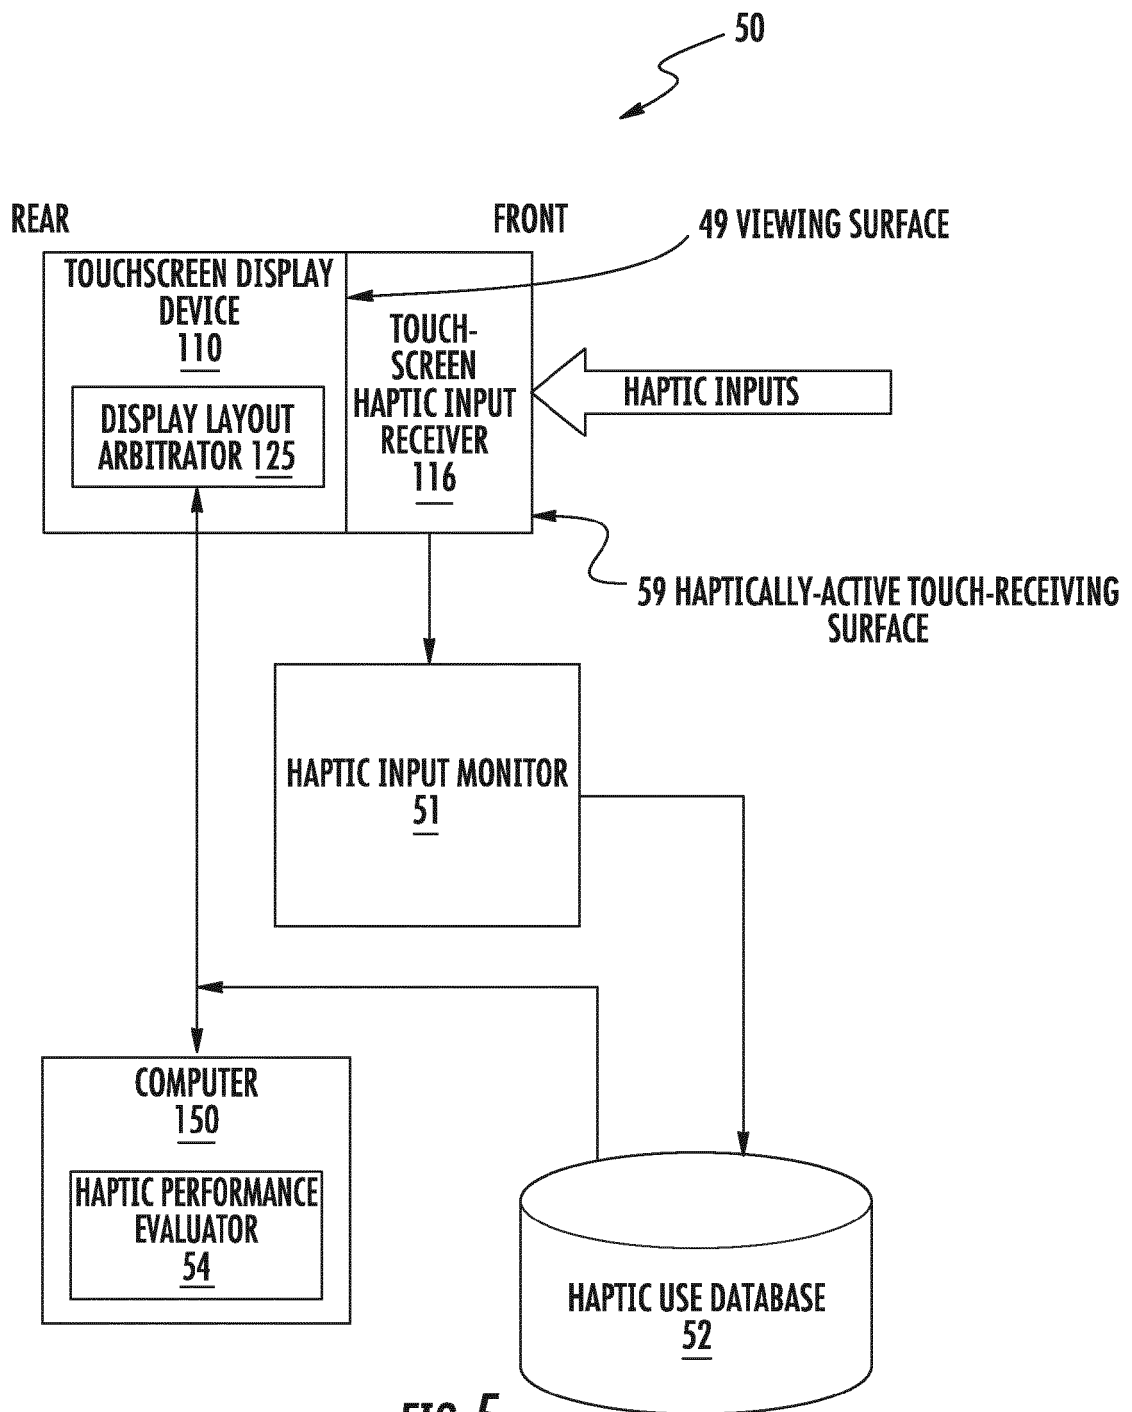 50
REAR
FRONT
49 VIEWING SURFACE
TOUCHSCREEN DISPLAY
DEVICE
110
DISPLAY LAYOUT
ARBITRATOR 125
TOUCH-
SCREEN
HAPTIC INPUT
RECEIVER
116
HAPTIC INPUTS
59 HAPTICALLY-ACTIVE TOUCH-RECEIVING
SURFACE
HAPTIC INPUT MONITOR
51
COMPUTER
150
HAPTIC PERFORMANCE
EVALUATOR
54
HAPTIC USE DATABASE
52
FIG. 5